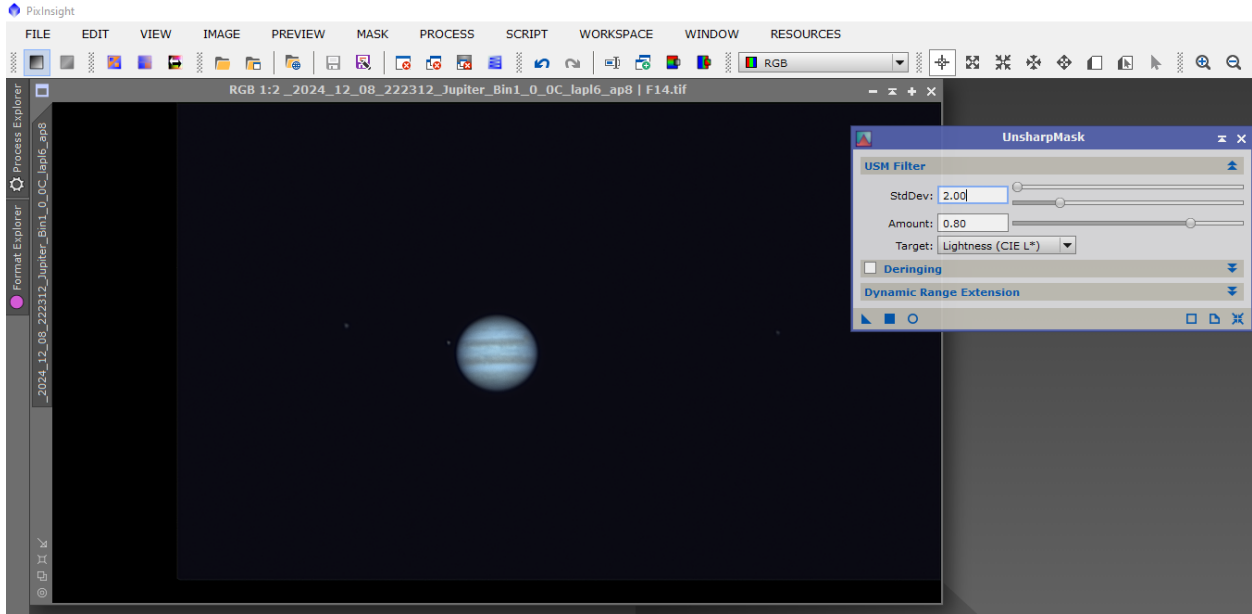 PixInsight
FILE EDIT VIEW IMAGE PREVIEW MASK PROCESS SCRIPT WORKSPACE WINDOW RESOURCES
RGB
RGB 1:2 _2024_12_08_222312_Jupiter_Bin1_0_0C_lapl6_ap8 | F14.tif
Process Explorer
Format Explorer
_2024_12_08_222312_Jupiter_Bin1_0_0C_lapl6_ap8
UnsharpMask
USM Filter
StdDev: 2.00
Amount: 0.80
Target: Lightness (CIE L*)
Deringing
Dynamic Range Extension